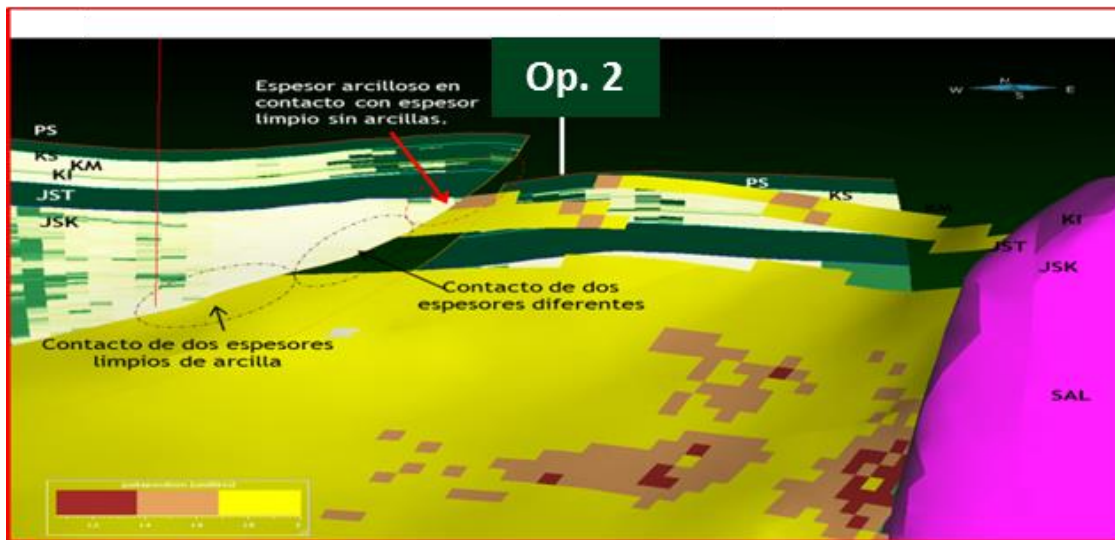 Op. 2
Espesor arcilloso en
contacto con espesor
limpio sin arcillas.
W N E
S
PS
KS
KM
KI
JST
JSK
PS
KS
KM
KI
JST
JSK
Contacto de dos
espesores diferentes
Contacto de dos espesores
limpios de arcilla
SAL